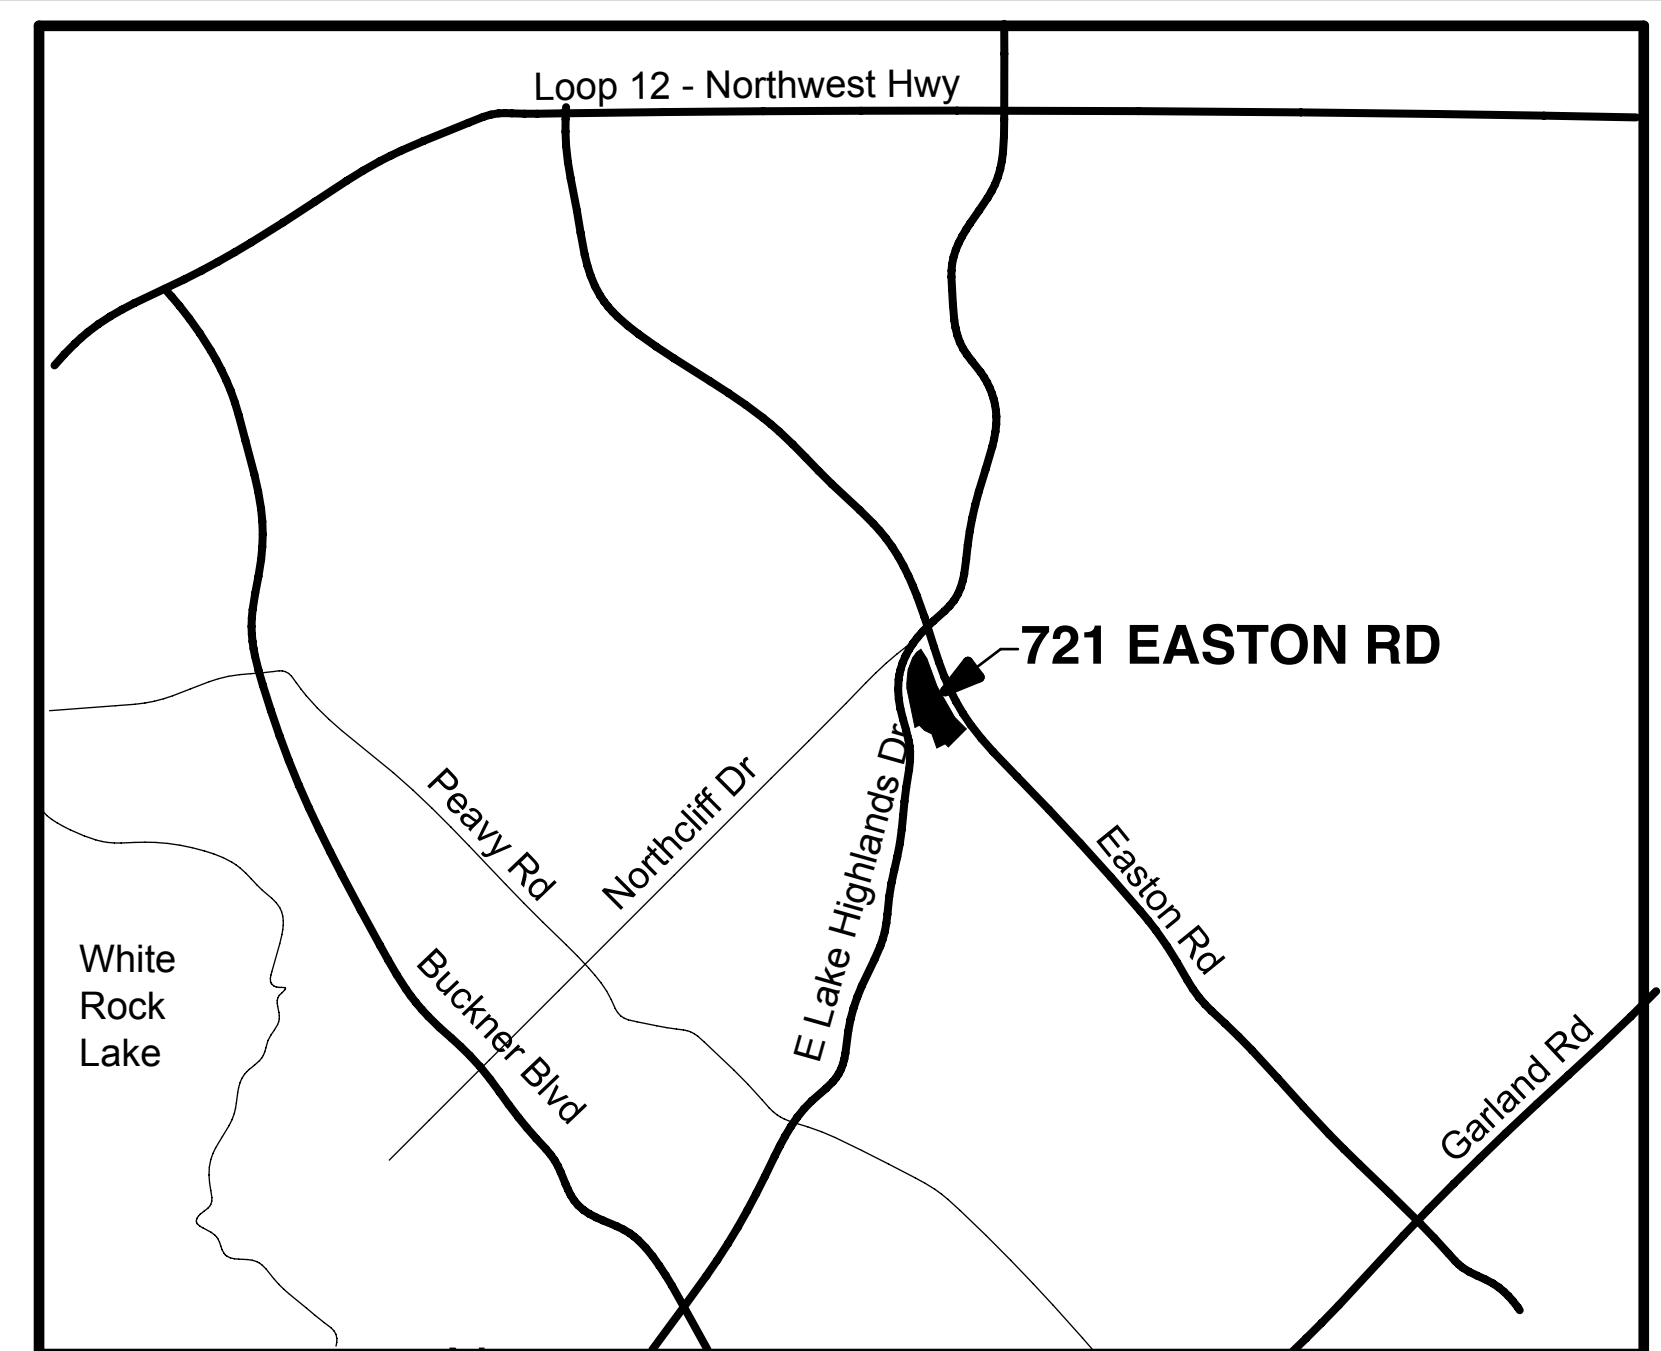 Loop 12 - Northwest Hwy
721 EASTON RD
Peavy Rd
Northcliff Dr
E Lake Highlands Dr
Easton Rd
Buckner Blvd
White
Rock
Lake
Garland Rd